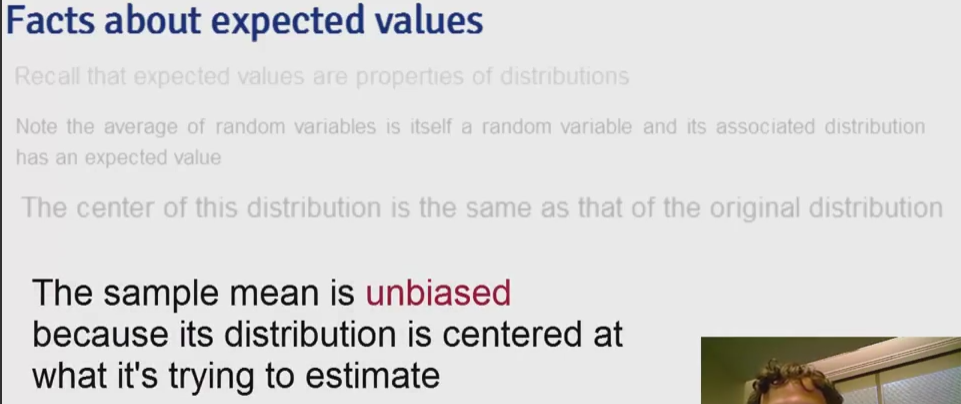 Facts about expected values
Recall that expected values are properties of distributions
Note the average of random variables is itself a random variable and its associated distribution
has an expected value
The center of this distribution is the same as that of the original distribution
The sample mean is unbiased
because its distribution is centered at
what it's trying to estimate